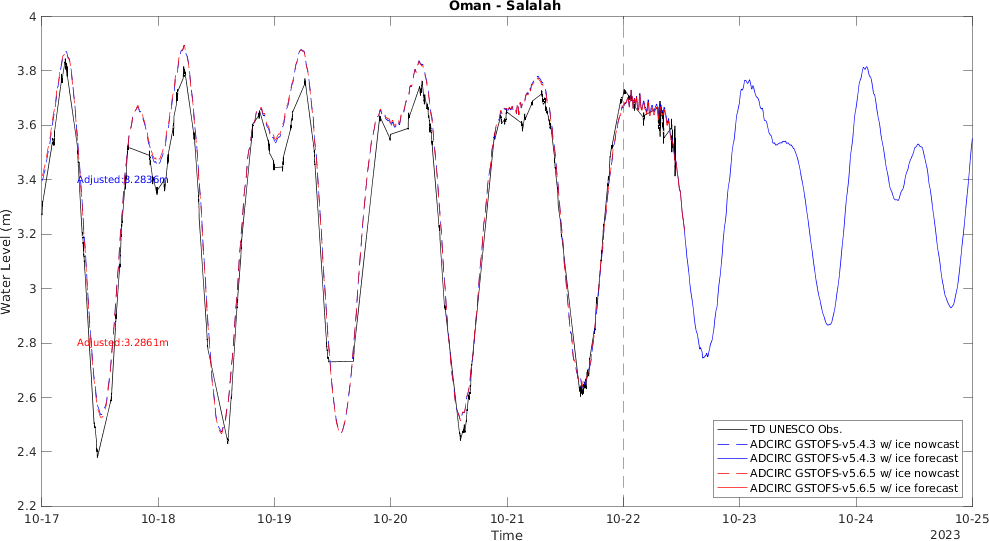 Oman - Salalah
4
3.8
3.6
3.4
3.2
3
2.8
2.6
2.4
2.2
Water Level (m)
Adjusted:3.2836m
Adjusted:3.2861m
TD UNESCO Obs.
ADCIRC GSTOFS-v5.4.3 w/ ice nowcast
ADCIRC GSTOFS-v5.4.3 w/ ice forecast
ADCIRC GSTOFS-v5.6.5 w/ ice nowcast
ADCIRC GSTOFS-v5.6.5 w/ ice forecast
10-17 10-18 10-19 10-20 10-21 10-22 10-23 10-24 10-25
Time
2023